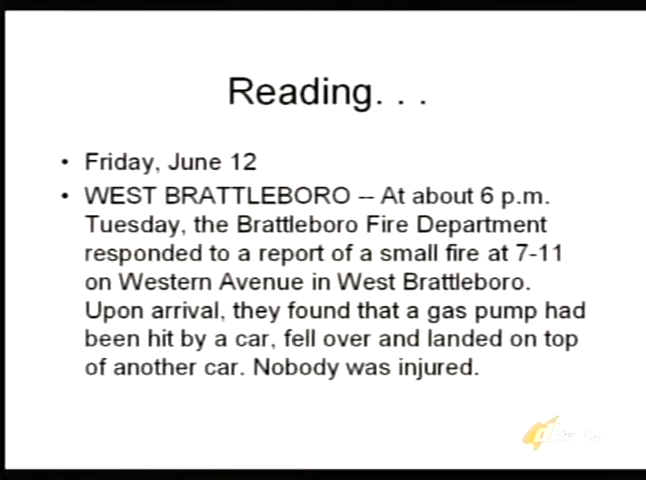 Reading. . .
• Friday, June 12
• WEST BRATTLEBORO -- At about 6 p.m.
Tuesday, the Brattleboro Fire Department
responded to a report of a small fire at 7-11
on Western Avenue in West Brattleboro.
Upon arrival, they found that a gas pump had
been hit by a car, fell over and landed on top
of another car. Nobody was injured.